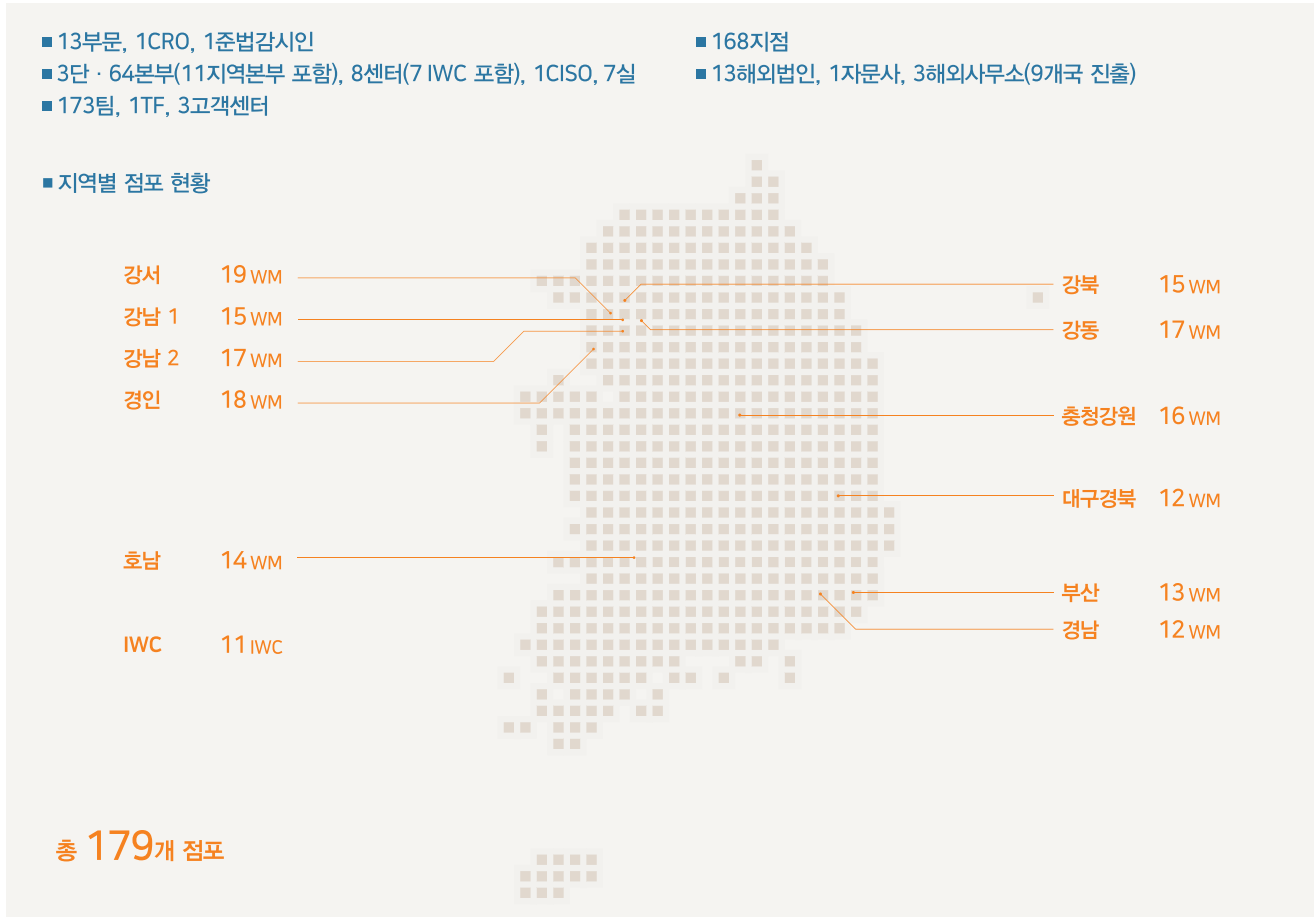 ■ 13부문, 1CRO, 1준법감시인
■ 3단 · 64본부(11지역본부 포함), 8센터(7 IWC 포함), 1CISO, 7실
■ 173팀, 1TF, 3고객센터
■ 168지점
■ 13해외법인, 1자문사, 3해외사무소(9개국 진출)
■ 지역별 점포 현황
강서 19 WM
강남 1 15 WM
강남 2 17 WM
경인 18 WM
호남 14 WM
IWC 11 IWC
강북 15 WM
강동 17 WM
충청강원 16 WM
대구경북 12 WM
부산 13 WM
경남 12 WM
총 179개 점포